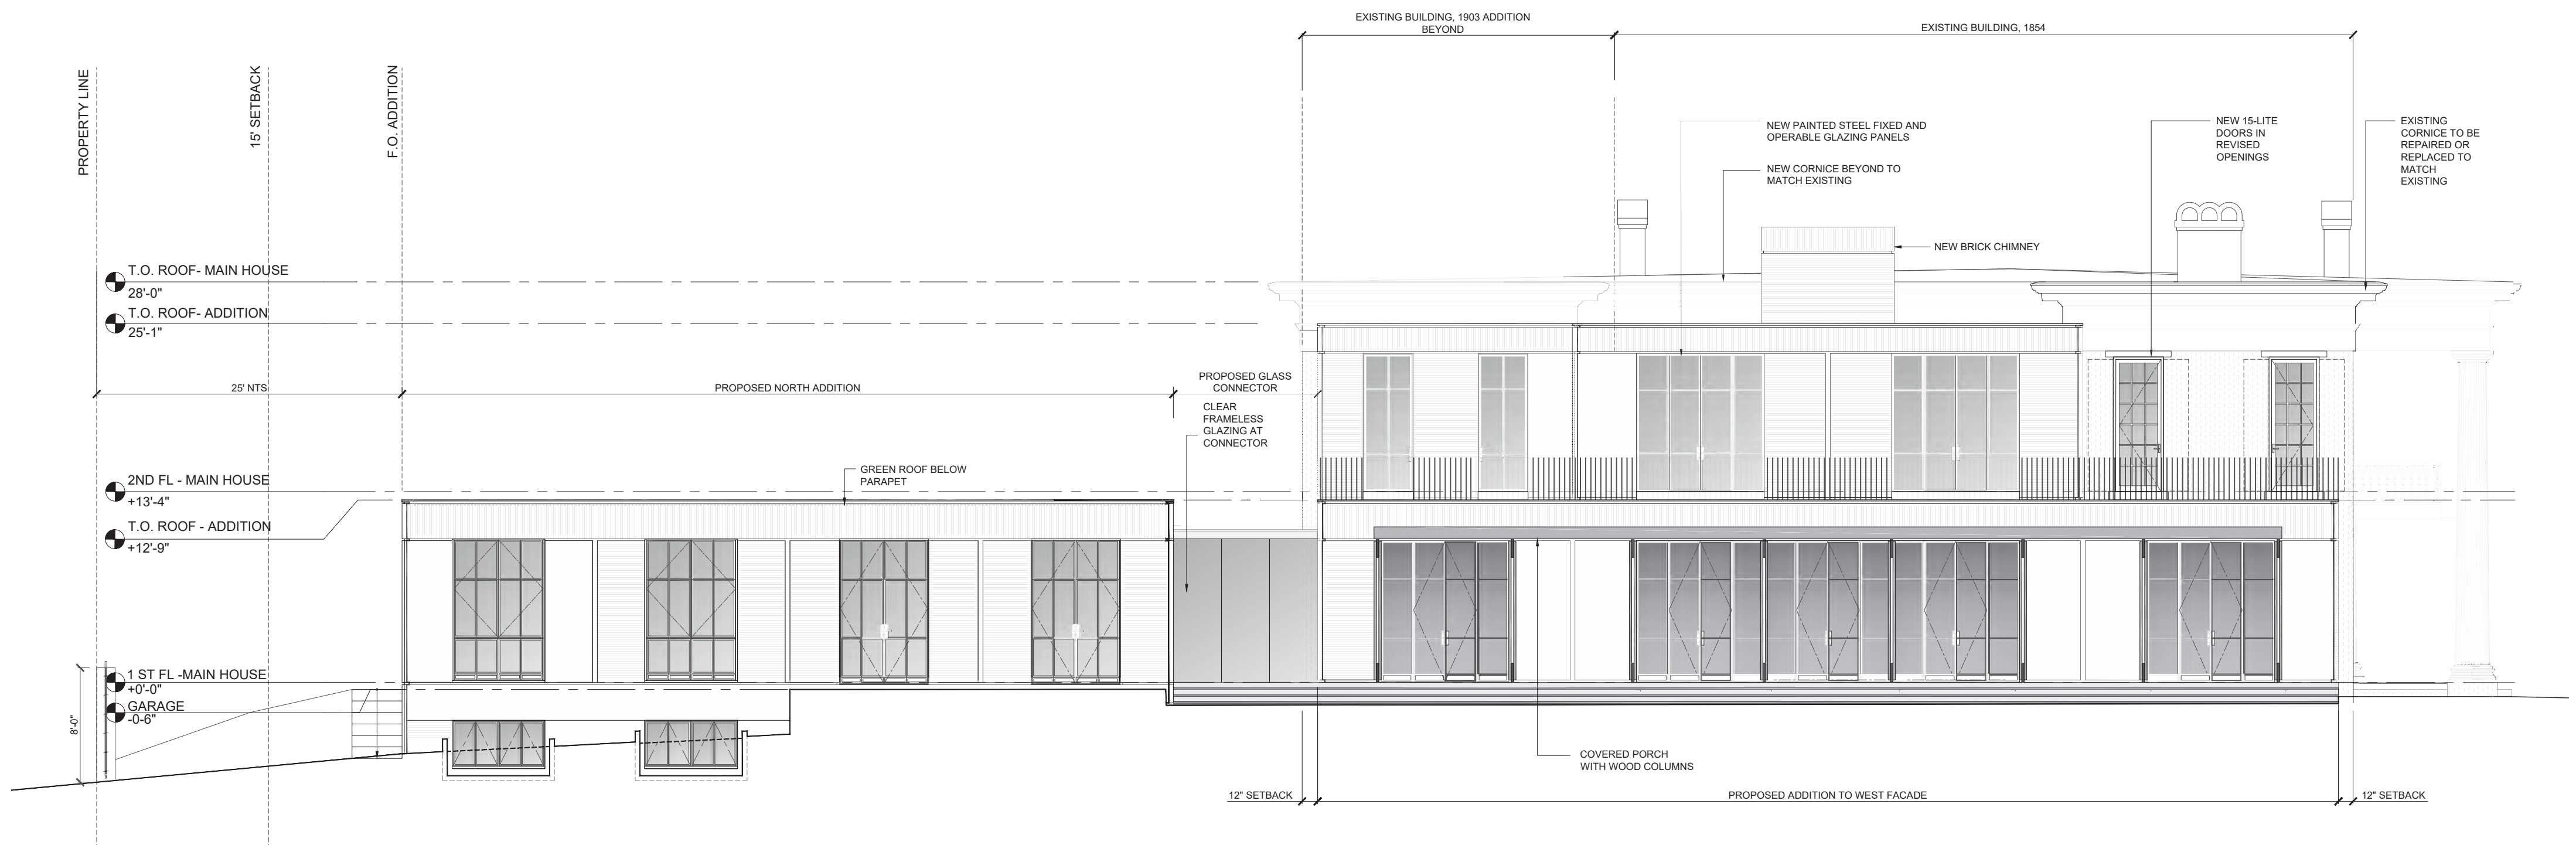 EXISTING BUILDING, 1903 ADDITION
BEYOND
EXISTING BUILDING, 1854
PROPERTY LINE
15' SETBACK
F.O. ADDITION
NEW PAINTED STEEL FIXED AND
OPERABLE GLAZING PANELS
NEW CORNICE BEYOND TO
MATCH EXISTING
NEW 15-LITE
DOORS IN
REVISED
OPENINGS
EXISTING
CORNICE TO BE
REPAIRED OR
REPLACED TO
MATCH
EXISTING
NEW BRICK CHIMNEY
T.O. ROOF- MAIN HOUSE
28'-0"
T.O. ROOF- ADDITION
25'-1"
25' NTS
PROPOSED NORTH ADDITION
PROPOSED GLASS
CONNECTOR
CLEAR
FRAMELESS
GLAZING AT
CONNECTOR
GREEN ROOF BELOW
PARAPET
2ND FL - MAIN HOUSE
+13'-4"
T.O. ROOF - ADDITION
+12'-9"
1 ST FL -MAIN HOUSE
+0'-0"
GARAGE
-0-6"
8'-0"
COVERED PORCH
WITH WOOD COLUMNS
12" SETBACK
PROPOSED ADDITION TO WEST FACADE
12" SETBACK